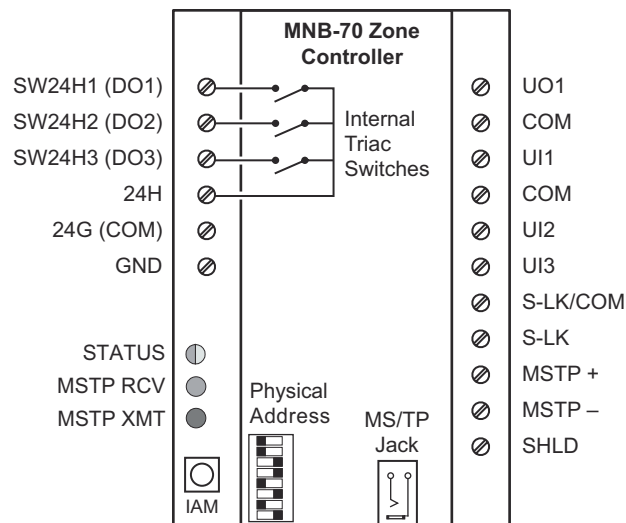 MNB-70 Zone
Controller
SW24H1 (DO1)
SW24H2 (DO2)
SW24H3 (DO3)
24H
24G (COM)
GND
Internal
Triac
Switches
UO1
COM
UI1
COM
UI2
UI3
S-LK/COM
S-LK
MSTP +
MSTP –
SHLD
STATUS
MSTP RCV
MSTP XMT
IAM
Physical
Address
MS/TP
Jack